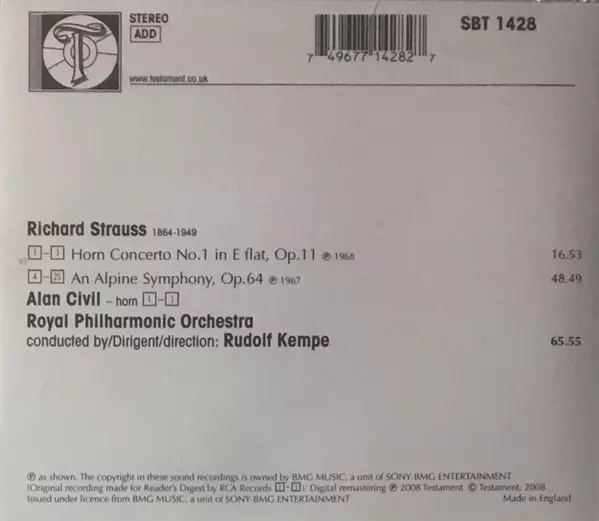 STEREO
ADD
SBT 1428
7 49677 14282 7
T
www.testament.co.uk
Richard Strauss 1864-1949
1-3 Horn Concerto No.1 in E flat, Op.11 ℗ 1968 16.53
4-25 An Alpine Symphony, Op.64 ℗ 1967 48.49
Alan Civil – horn 1-3
Royal Philharmonic Orchestra
conducted by/Dirigent/direction: Rudolf Kempe 65.55
℗ as shown. The copyright in these sound recordings is owned by BMG MUSIC, a unit of SONY BMG ENTERTAINMENT
(Original recording made for Reader's Digest by RCA Records 1-3). Digital remastering ℗ 2008 Testament. © Testament, 2008
Issued under licence from BMG MUSIC, a unit of SONY BMG ENTERTAINMENT Made in England